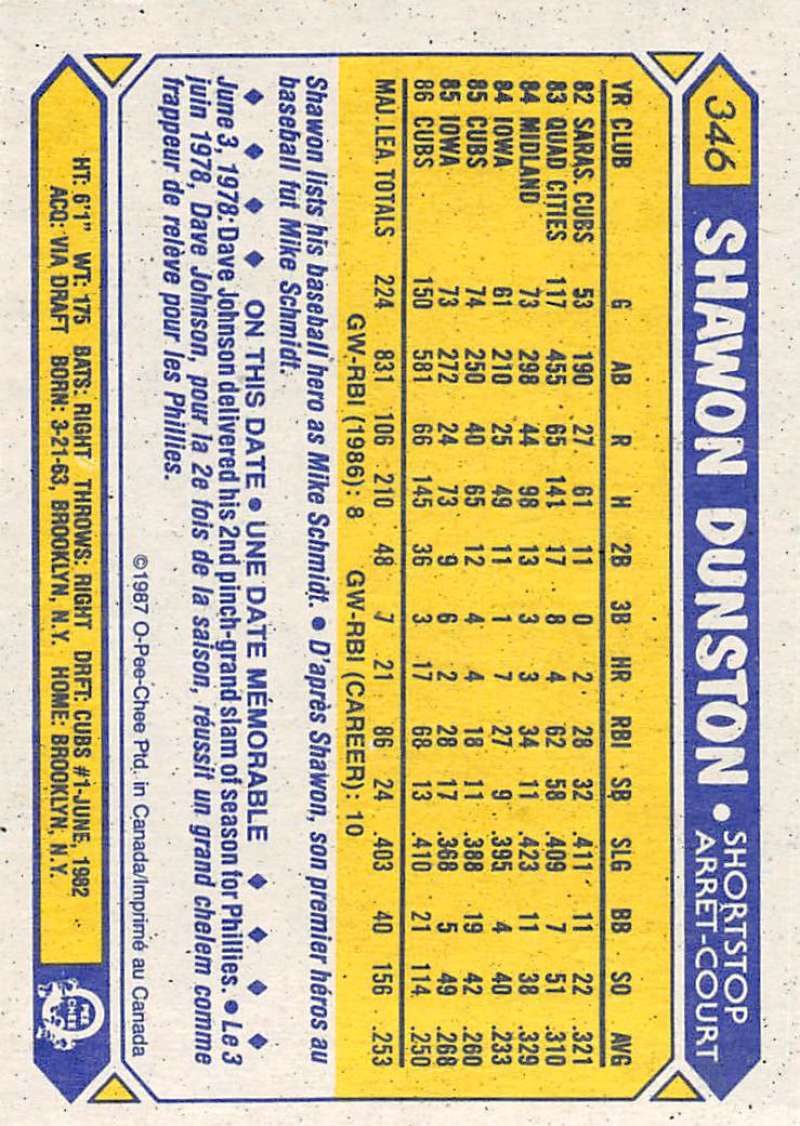 346 SHAWON DUNSTON • SHORTSTOP
ARRÊT-COURT
YR CLUB G AB R H 2B 3B HR RBI SB SLG BB SO AVG
82 SARAS. CUBS 53 190 27 61 11 0 2 28 32 .411 11 22 .321
83 QUAD CITIES 117 455 65 141 17 8 4 62 58 .409 7 51 .310
84 MIDLAND 73 298 44 98 13 3 3 34 11 .423 11 38 .329
84 IOWA 61 210 25 49 11 1 7 27 9 .395 4 40 .233
85 CUBS 74 250 40 65 12 4 4 18 11 .388 19 42 .260
85 IOWA 73 272 24 73 9 6 2 28 17 .368 5 49 .268
86 CUBS 150 581 66 145 36 3 17 68 13 .410 21 114 .250
MAJ. LEA. TOTALS 224 831 106 210 48 7 21 86 24 .403 40 156 .253
GW-RBI (1986): 8 GW-RBI (CAREER): 10
Shawon lists his baseball hero as Mike Schmidt. • D'après Shawon, son premier héros au
baseball fut Mike Schmidt.
♦ ♦ ♦ ♦ ON THIS DATE • UNE DATE MÉMORABLE ♦ ♦ ♦ ♦
June 3, 1978: Dave Johnson delivered his 2nd pinch-grand slam of season for Phillies. • Le 3
juin 1978, Dave Johnson, pour la 2e fois de la saison, réussit un grand chelem comme
frappeur de relève pour les Phillies.
©1987 O-Pee-Chee Ptd. in Canada/Imprimé au Canada
HT: 6'1" WT: 175 BATS: RIGHT THROWS: RIGHT DRFT: CUBS #1-JUNE, 1982
ACQ: VIA DRAFT BORN: 3-21-63, BROOKLYN, N.Y. HOME: BROOKLYN, N.Y.
O PEE CHEE